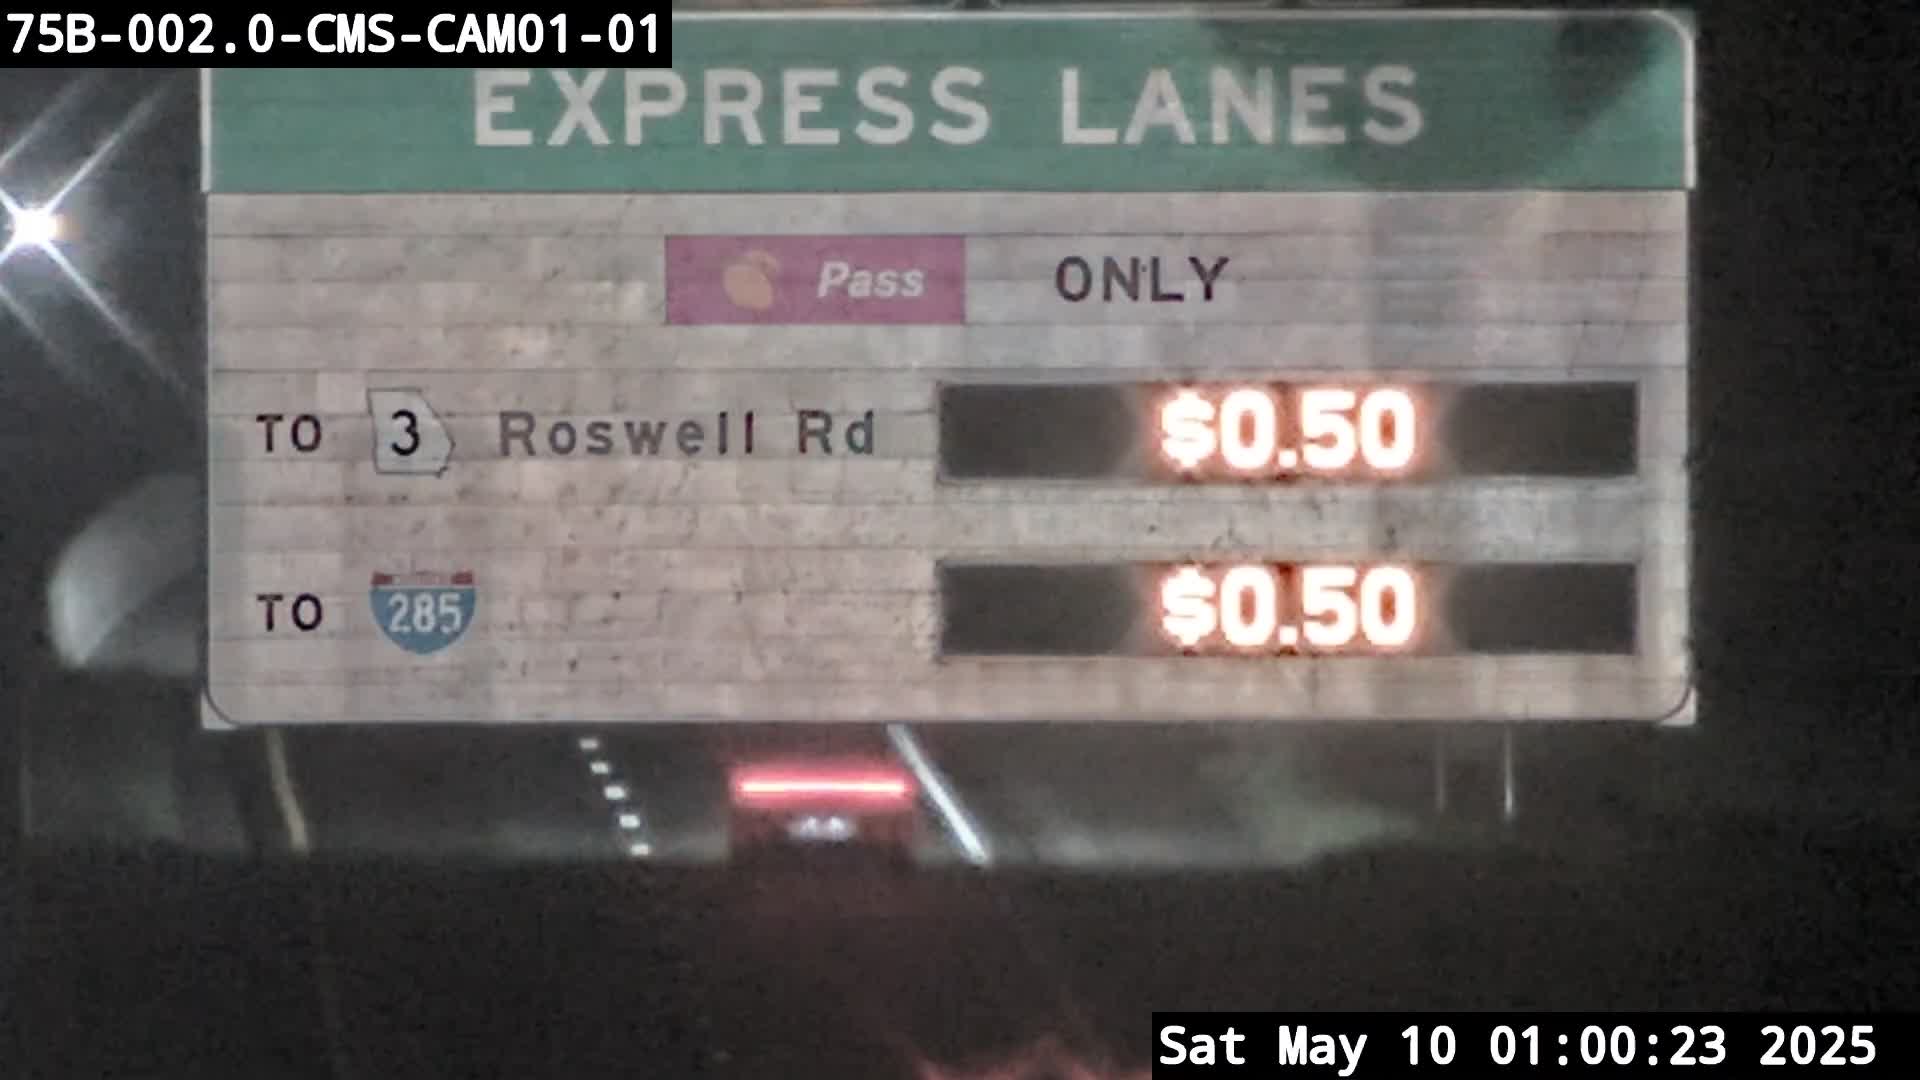 75B-002.0-CMS-CAM01-01
EXPRESS LANES
Pass ONLY
TO 3 Roswell Rd $0.50
TO 285 $0.50
Sat May 10 01:00:23 2025